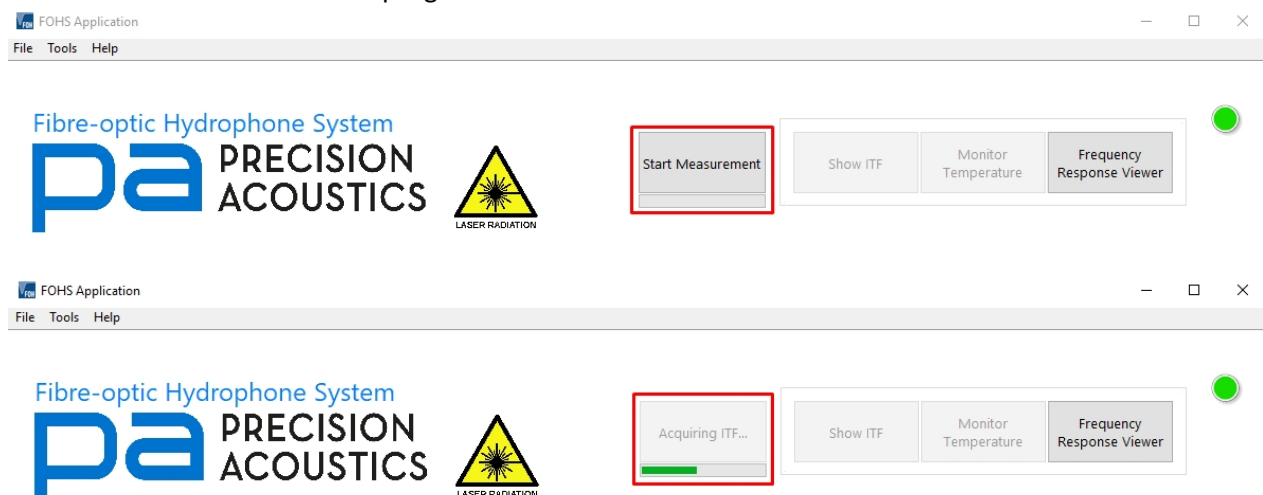 FOHS Application
File Tools Help
Fibre-optic Hydrophone System
pa PRECISION
ACOUSTICS
LASER RADIATION
Start Measurement
Show ITF
Monitor
Temperature
Frequency
Response Viewer
FOHS Application
File Tools Help
Fibre-optic Hydrophone System
pa PRECISION
ACOUSTICS
LASER RADIATION
Acquiring ITF...
Show ITF
Monitor
Temperature
Frequency
Response Viewer